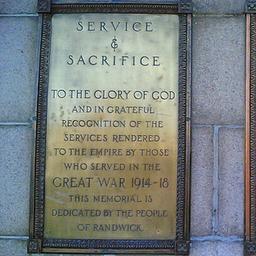 SERVICE
&
SACRIFICE
TO THE GLORY OF GOD
AND IN GRATEFUL
RECOGNITION OF THE
SERVICES RENDERED
TO THE EMPIRE BY THOSE
WHO SERVED IN THE
GREAT WAR 1914-18
THIS MEMORIAL IS
DEDICATED BY THE PEOPLE
OF RANDWICK.